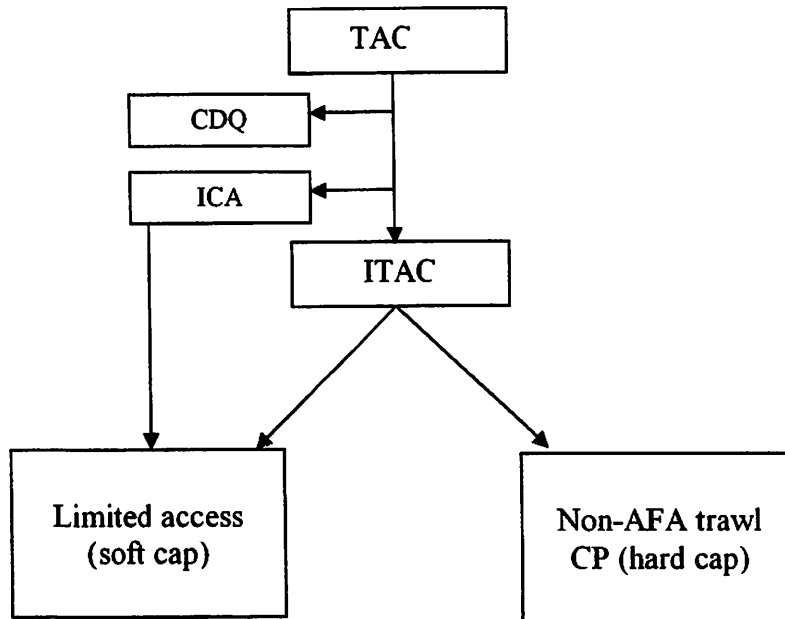 TAC
CDQ
ICA
ITAC
Limited access
(soft cap)
Non-AFA trawl
CP (hard cap)